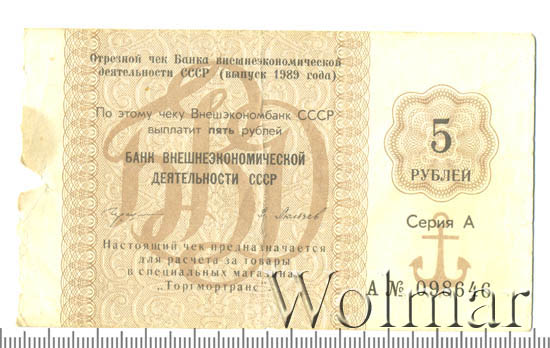 Отрезной чек Банка внешнеэкономической
деятельности СССР (выпуск 1989 года)
По этому чеку Внешэкономбанк СССР
выплатит пять рублей
БАНК ВНЕШНЕЭКОНОМИЧЕСКОЙ
ДЕЯТЕЛЬНОСТИ СССР
Настоящий чек предназначается
для расчета за товары
в специальных магазинах
„Торгмортранс"
5
РУБЛЕЙ
Серия А
А № 098646
Wolmar